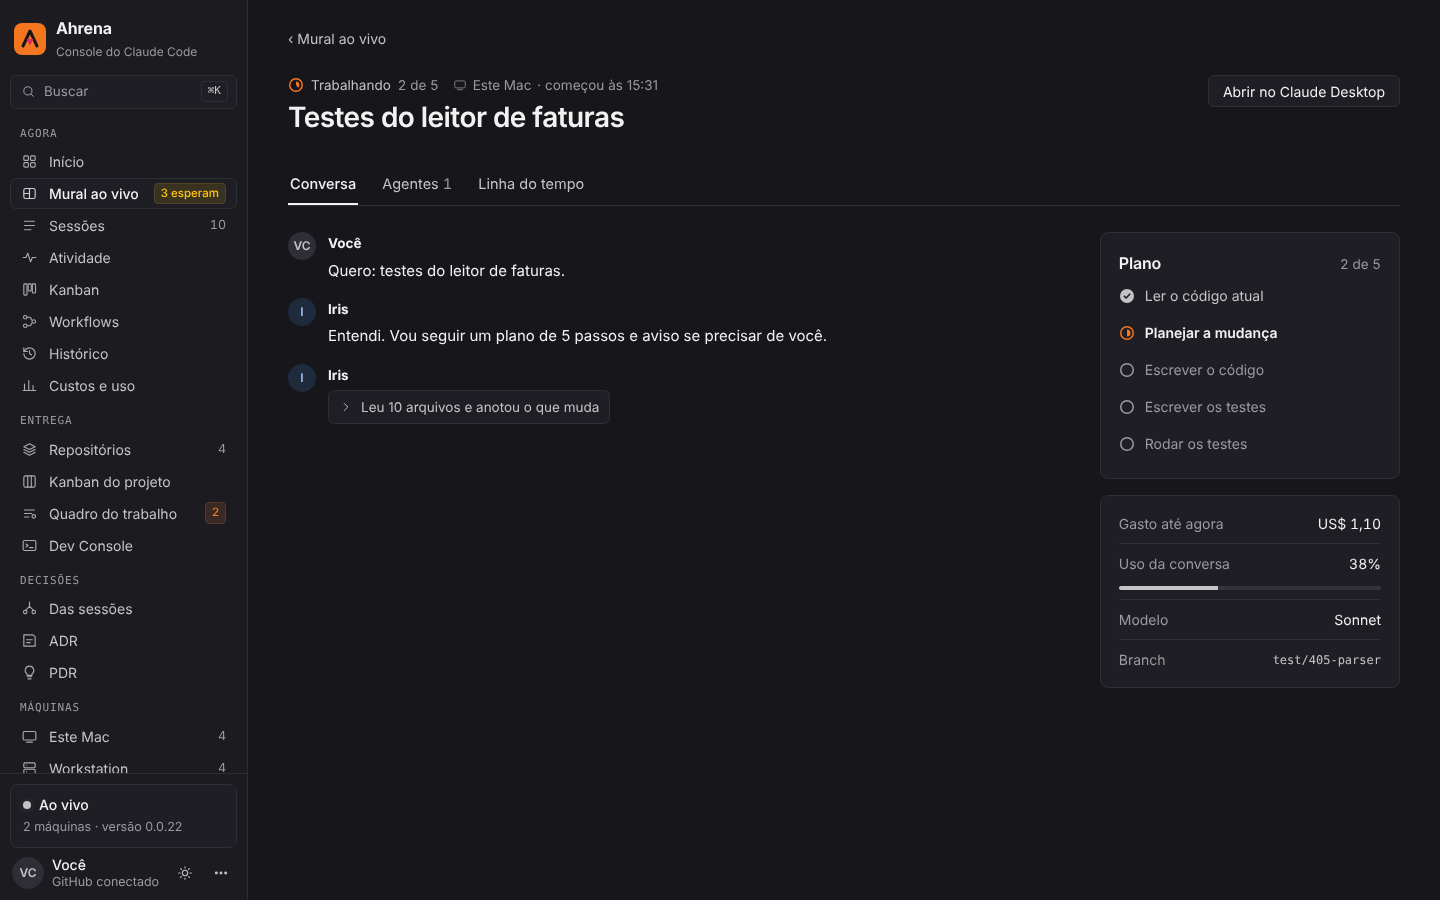 Ahrena
Console do Claude Code
Buscar ⌘K
AGORA
Início
Mural ao vivo 3 esperam
Sessões 10
Atividade
Kanban
Workflows
Histórico
Custos e uso
ENTREGA
Repositórios 4
Kanban do projeto
Quadro do trabalho 2
Dev Console
DECISÕES
Das sessões
ADR
PDR
MÁQUINAS
Este Mac 4
Workstation 4
Ao vivo
2 máquinas · versão 0.0.22
VC Você
GitHub conectado
‹ Mural ao vivo
Trabalhando 2 de 5 Este Mac · começou às 15:31
Testes do leitor de faturas
Abrir no Claude Desktop
Conversa Agentes 1 Linha do tempo
VC Você
Quero: testes do leitor de faturas.
I Iris
Entendi. Vou seguir um plano de 5 passos e aviso se precisar de você.
I Iris
Leu 10 arquivos e anotou o que muda
Plano 2 de 5
Ler o código atual
Planejar a mudança
Escrever o código
Escrever os testes
Rodar os testes
Gasto até agora US$ 1,10
Uso da conversa 38%
Modelo Sonnet
Branch test/405-parser